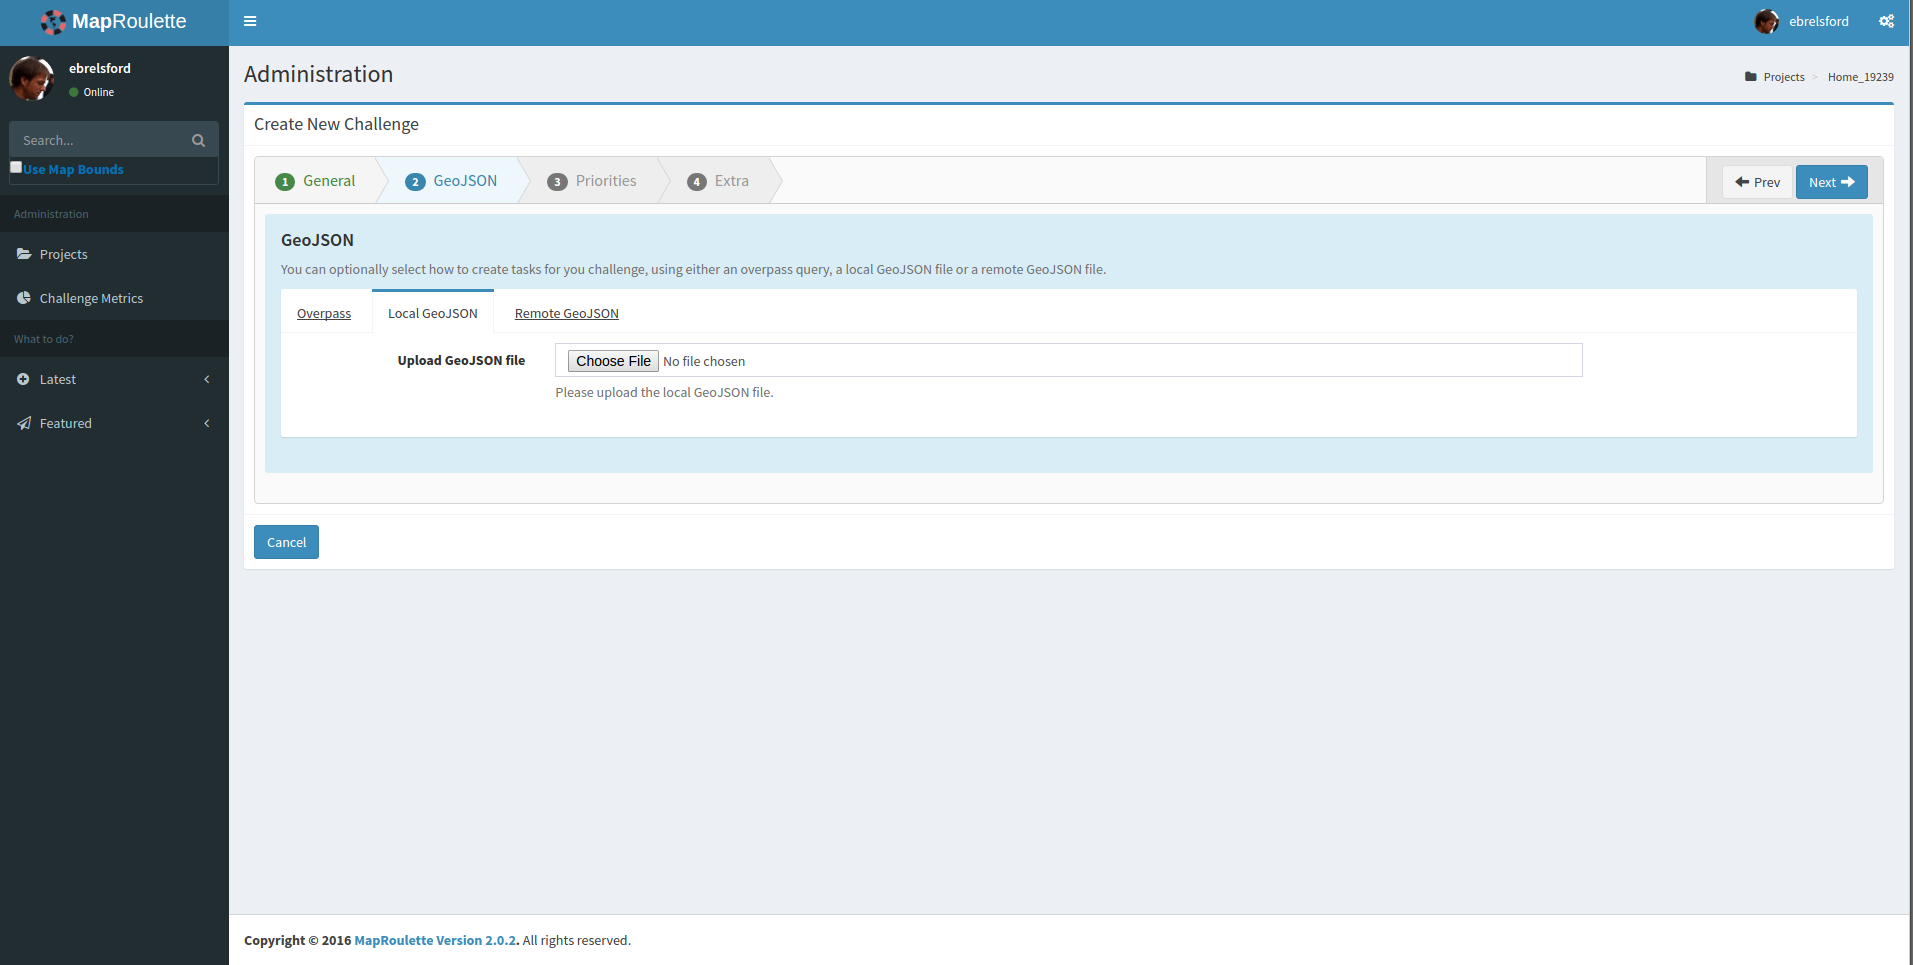 MapRoulette
ebrelsford
ebrelsford
Online
Search...
Use Map Bounds
Administration
Projects
Challenge Metrics
What to do?
Latest
Featured
Administration
Projects > Home_19239
Create New Challenge
1 General 2 GeoJSON 3 Priorities 4 Extra Prev Next
GeoJSON
You can optionally select how to create tasks for you challenge, using either an overpass query, a local GeoJSON file or a remote GeoJSON file.
Overpass Local GeoJSON Remote GeoJSON
Upload GeoJSON file Choose File No file chosen
Please upload the local GeoJSON file.
Cancel
Copyright © 2016 MapRoulette Version 2.0.2. All rights reserved.